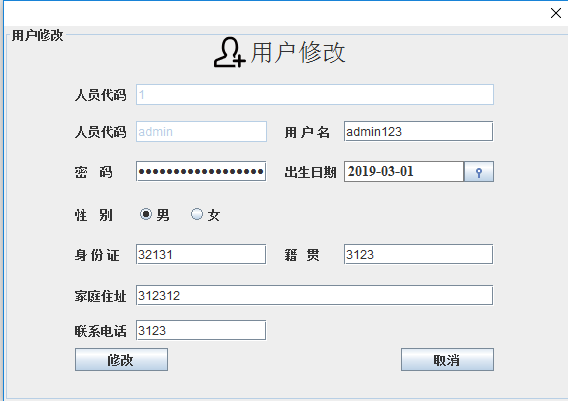 用户修改
用户修改
人员代码 1
人员代码 admin 用 户 名 admin123
密 码 ●●●●●●●●●●●●●●●●●● 出生日期 2019-03-01
性 别 男 女
身 份 证 32131 籍 贯 3123
家庭住址 312312
联系电话 3123
修改 取消